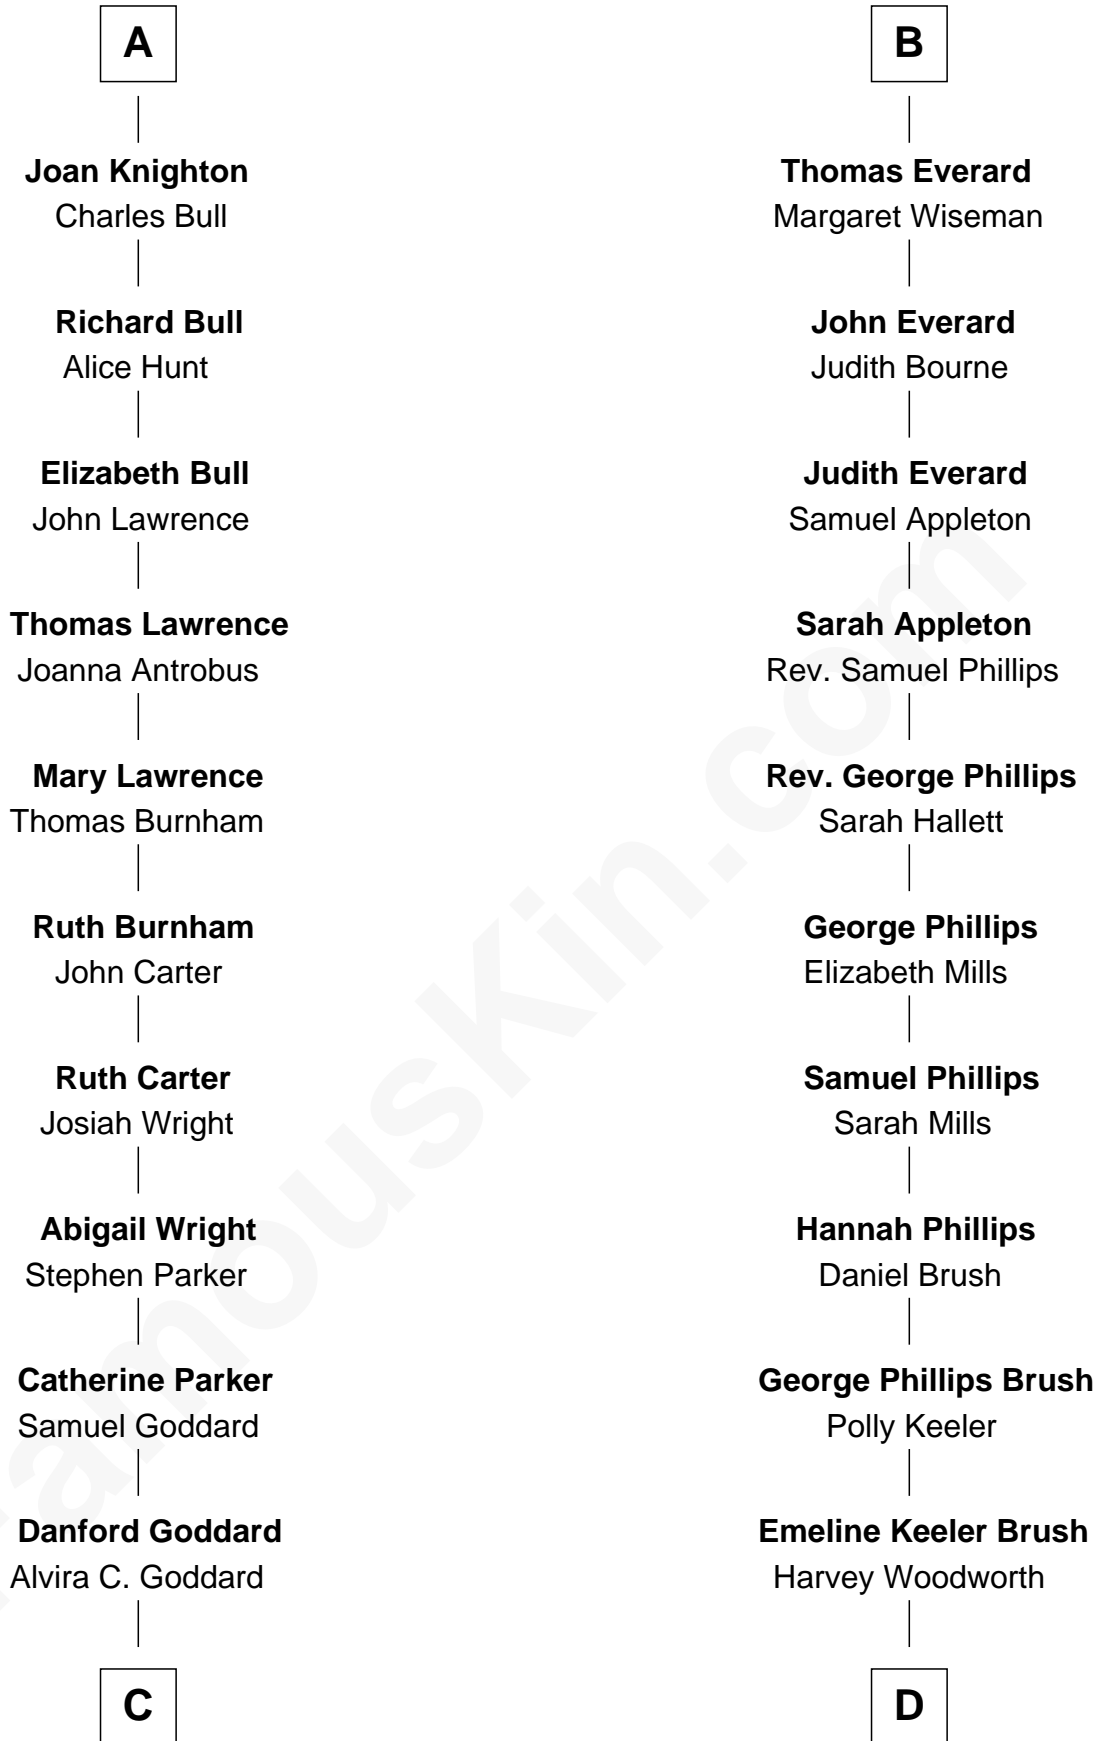 A
Joan Knighton
Charles Bull
Richard Bull
Alice Hunt
Elizabeth Bull
John Lawrence
Thomas Lawrence
Joanna Antrobus
Mary Lawrence
Thomas Burnham
Ruth Burnham
John Carter
Ruth Carter
Josiah Wright
Abigail Wright
Stephen Parker
Catherine Parker
Samuel Goddard
Danford Goddard
Alvira C. Goddard
C
B
Thomas Everard
Margaret Wiseman
John Everard
Judith Bourne
Judith Everard
Samuel Appleton
Sarah Appleton
Rev. Samuel Phillips
Rev. George Phillips
Sarah Hallett
George Phillips
Elizabeth Mills
Samuel Phillips
Sarah Mills
Hannah Phillips
Daniel Brush
George Phillips Brush
Polly Keeler
Emeline Keeler Brush
Harvey Woodworth
D
FamousKin.com